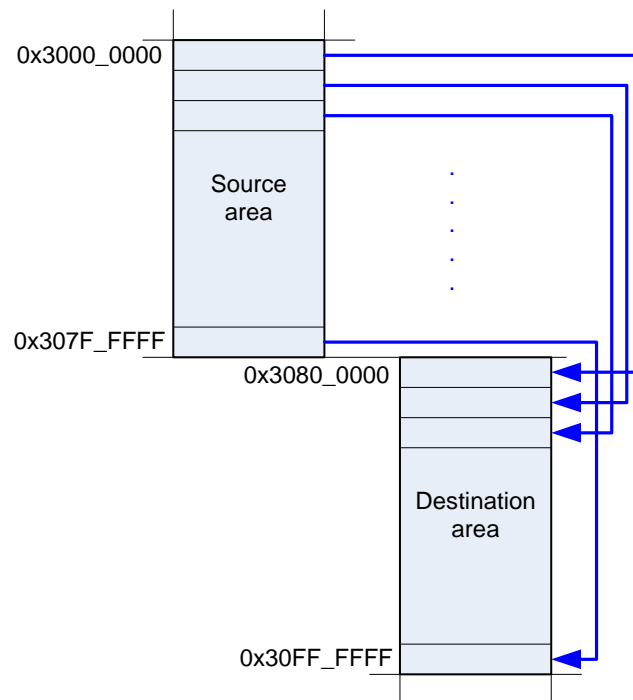 0x3000_0000
Source
area
0x307F_FFFF
0x3080_0000
Destination
area
0x30FF_FFFF